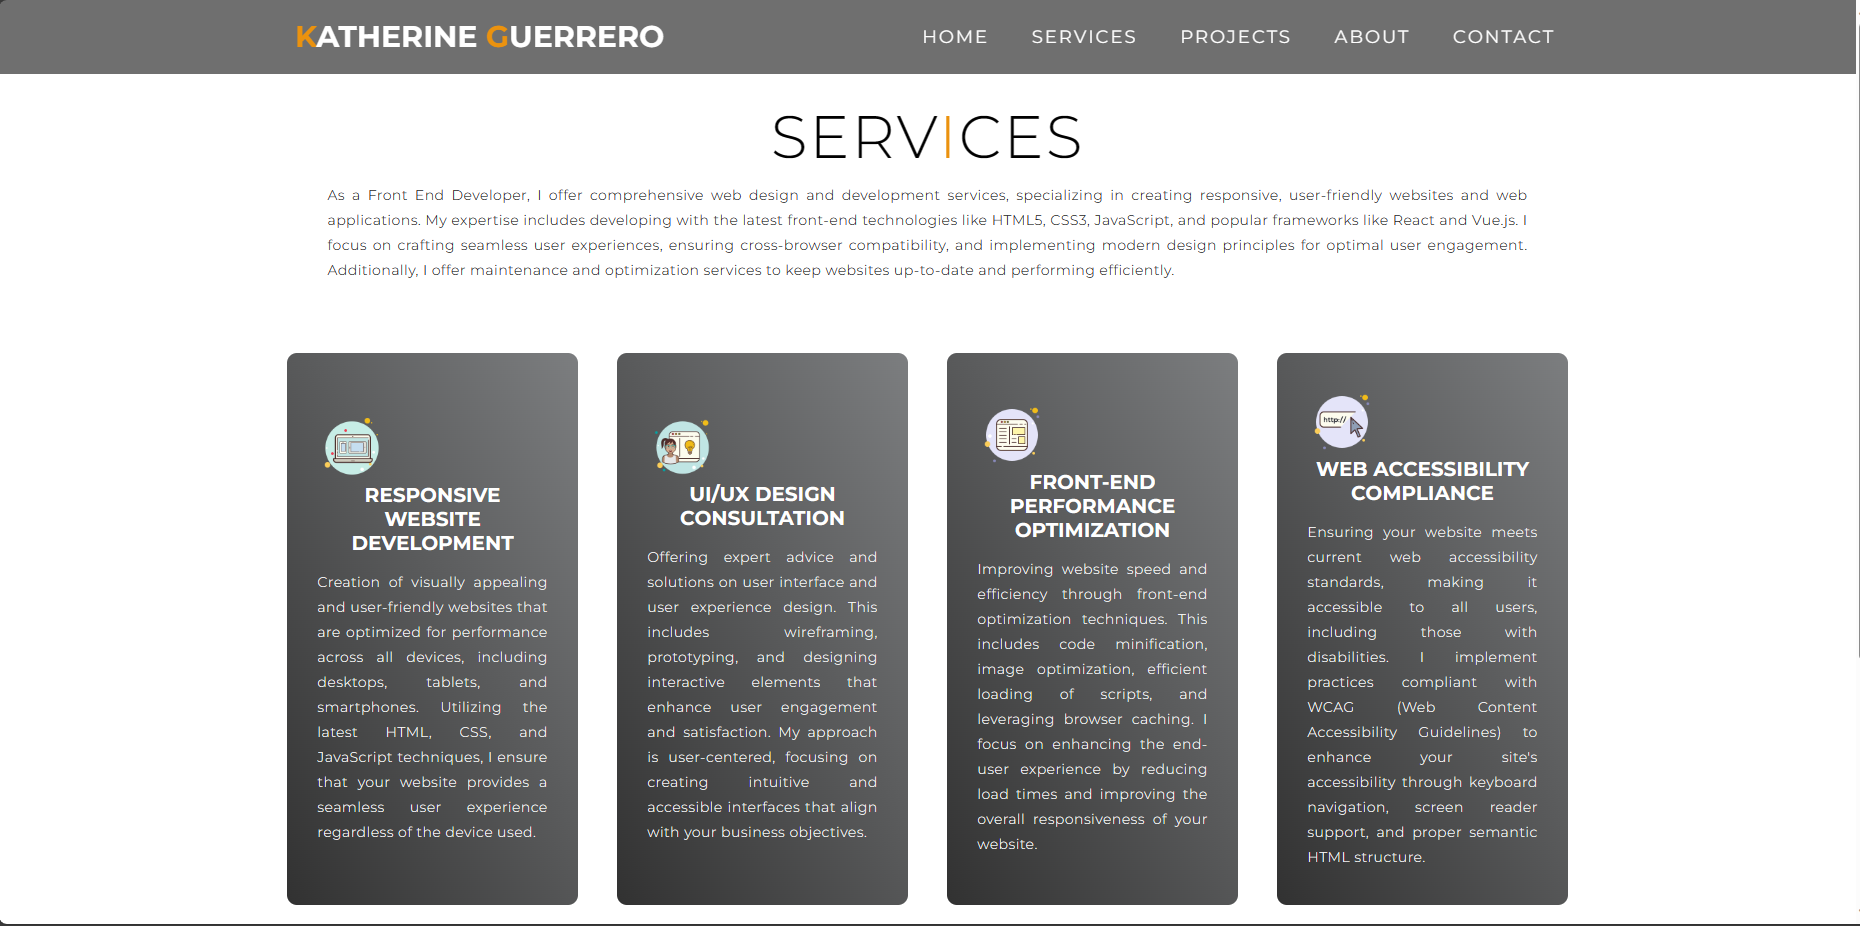 KATHERINE GUERRERO
HOME SERVICES PROJECTS ABOUT CONTACT
SERVICES
As a Front End Developer, I offer comprehensive web design and development services, specializing in creating responsive, user-friendly websites and web
applications. My expertise includes developing with the latest front-end technologies like HTML5, CSS3, JavaScript, and popular frameworks like React and Vue.js. I
focus on crafting seamless user experiences, ensuring cross-browser compatibility, and implementing modern design principles for optimal user engagement.
Additionally, I offer maintenance and optimization services to keep websites up-to-date and performing efficiently.
RESPONSIVE
WEBSITE
DEVELOPMENT
Creation of visually appealing
and user-friendly websites that
are optimized for performance
across all devices, including
desktops, tablets, and
smartphones. Utilizing the
latest HTML, CSS, and
JavaScript techniques, I ensure
that your website provides a
seamless user experience
regardless of the device used.
UI/UX DESIGN
CONSULTATION
Offering expert advice and
solutions on user interface and
user experience design. This
includes wireframing,
prototyping, and designing
interactive elements that
enhance user engagement
and satisfaction. My approach
is user-centered, focusing on
creating intuitive and
accessible interfaces that align
with your business objectives.
FRONT-END
PERFORMANCE
OPTIMIZATION
Improving website speed and
efficiency through front-end
optimization techniques. This
includes code minification,
image optimization, efficient
loading of scripts, and
leveraging browser caching. I
focus on enhancing the end-
user experience by reducing
load times and improving the
overall responsiveness of your
website.
http://
WEB ACCESSIBILITY
COMPLIANCE
Ensuring your website meets
current web accessibility
standards, making it
accessible to all users,
including those with
disabilities. I implement
practices compliant with
WCAG (Web Content
Accessibility Guidelines) to
enhance your site's
accessibility through keyboard
navigation, screen reader
support, and proper semantic
HTML structure.